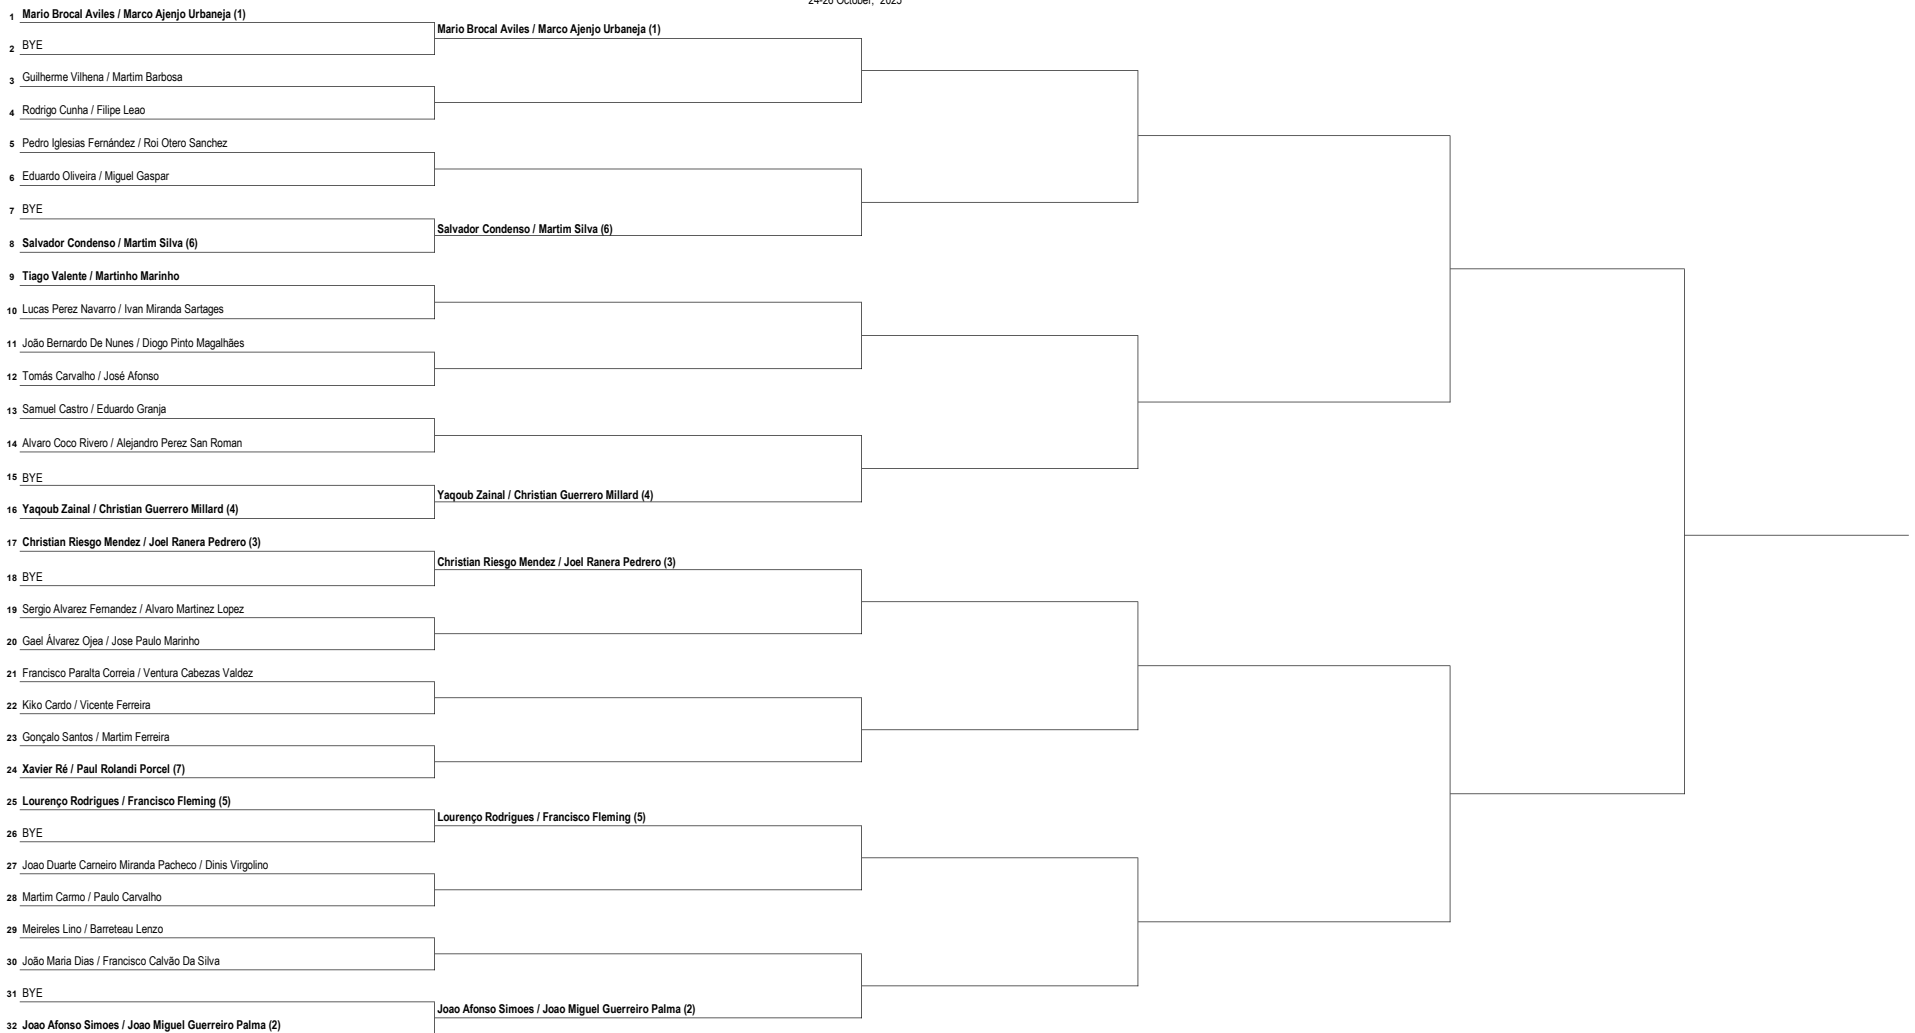 24-26 October, 2025
1 Mario Brocal Aviles / Marco Ajenjo Urbaneja (1)
Mario Brocal Aviles / Marco Ajenjo Urbaneja (1)
2 BYE
3 Guilherme Vilhena / Martim Barbosa
4 Rodrigo Cunha / Filipe Leao
5 Pedro Iglesias Fernández / Roi Otero Sanchez
6 Eduardo Oliveira / Miguel Gaspar
7 BYE
Salvador Condenso / Martim Silva (6)
8 Salvador Condenso / Martim Silva (6)
9 Tiago Valente / Martinho Marinho
10 Lucas Perez Navarro / Ivan Miranda Sartages
11 João Bernardo De Nunes / Diogo Pinto Magalhães
12 Tomás Carvalho / José Afonso
13 Samuel Castro / Eduardo Granja
14 Alvaro Coco Rivero / Alejandro Perez San Roman
15 BYE
Yaqoub Zainal / Christian Guerrero Millard (4)
16 Yaqoub Zainal / Christian Guerrero Millard (4)
17 Christian Riesgo Mendez / Joel Ranera Pedrero (3)
Christian Riesgo Mendez / Joel Ranera Pedrero (3)
18 BYE
19 Sergio Alvarez Fernandez / Alvaro Martinez Lopez
20 Gael Álvarez Ojea / Jose Paulo Marinho
21 Francisco Paralta Correia / Ventura Cabezas Valdez
22 Kiko Cardo / Vicente Ferreira
23 Gonçalo Santos / Martim Ferreira
24 Xavier Ré / Paul Rolandi Porcel (7)
25 Lourenço Rodrigues / Francisco Fleming (5)
Lourenço Rodrigues / Francisco Fleming (5)
26 BYE
27 Joao Duarte Carneiro Miranda Pacheco / Dinis Virgolino
28 Martim Carmo / Paulo Carvalho
29 Meireles Lino / Barreteau Lenzo
30 João Maria Dias / Francisco Calvão Da Silva
31 BYE
Joao Afonso Simoes / Joao Miguel Guerreiro Palma (2)
32 Joao Afonso Simoes / Joao Miguel Guerreiro Palma (2)